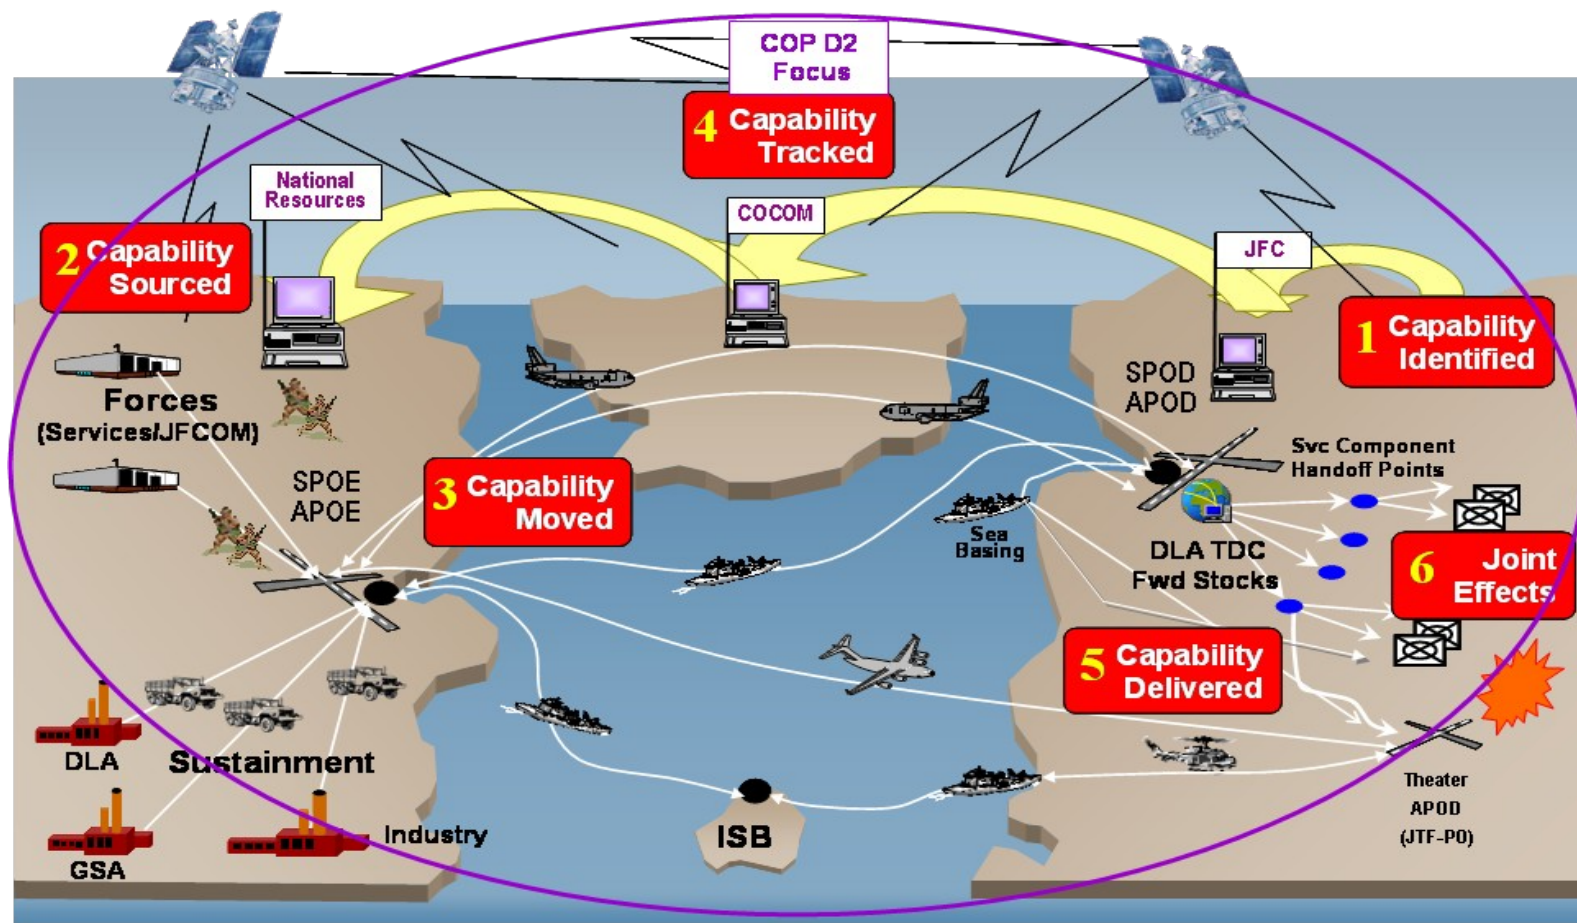 COP D2
Focus
4 Capability
Tracked
National
Resources
COCOM
JFC
2 Capability
Sourced
1 Capability
Identified
Forces
(Services/JFCOM)
SPOD
APOD
Svc Component
Handoff Points
SPOE
APOE
3 Capability
Moved
Sea
Basing
DLA TDC
Fwd Stocks
6 Joint
Effects
5 Capability
Delivered
DLA
Sustainment
GSA
Industry
ISB
Theater
APOD
(JTF-PO)